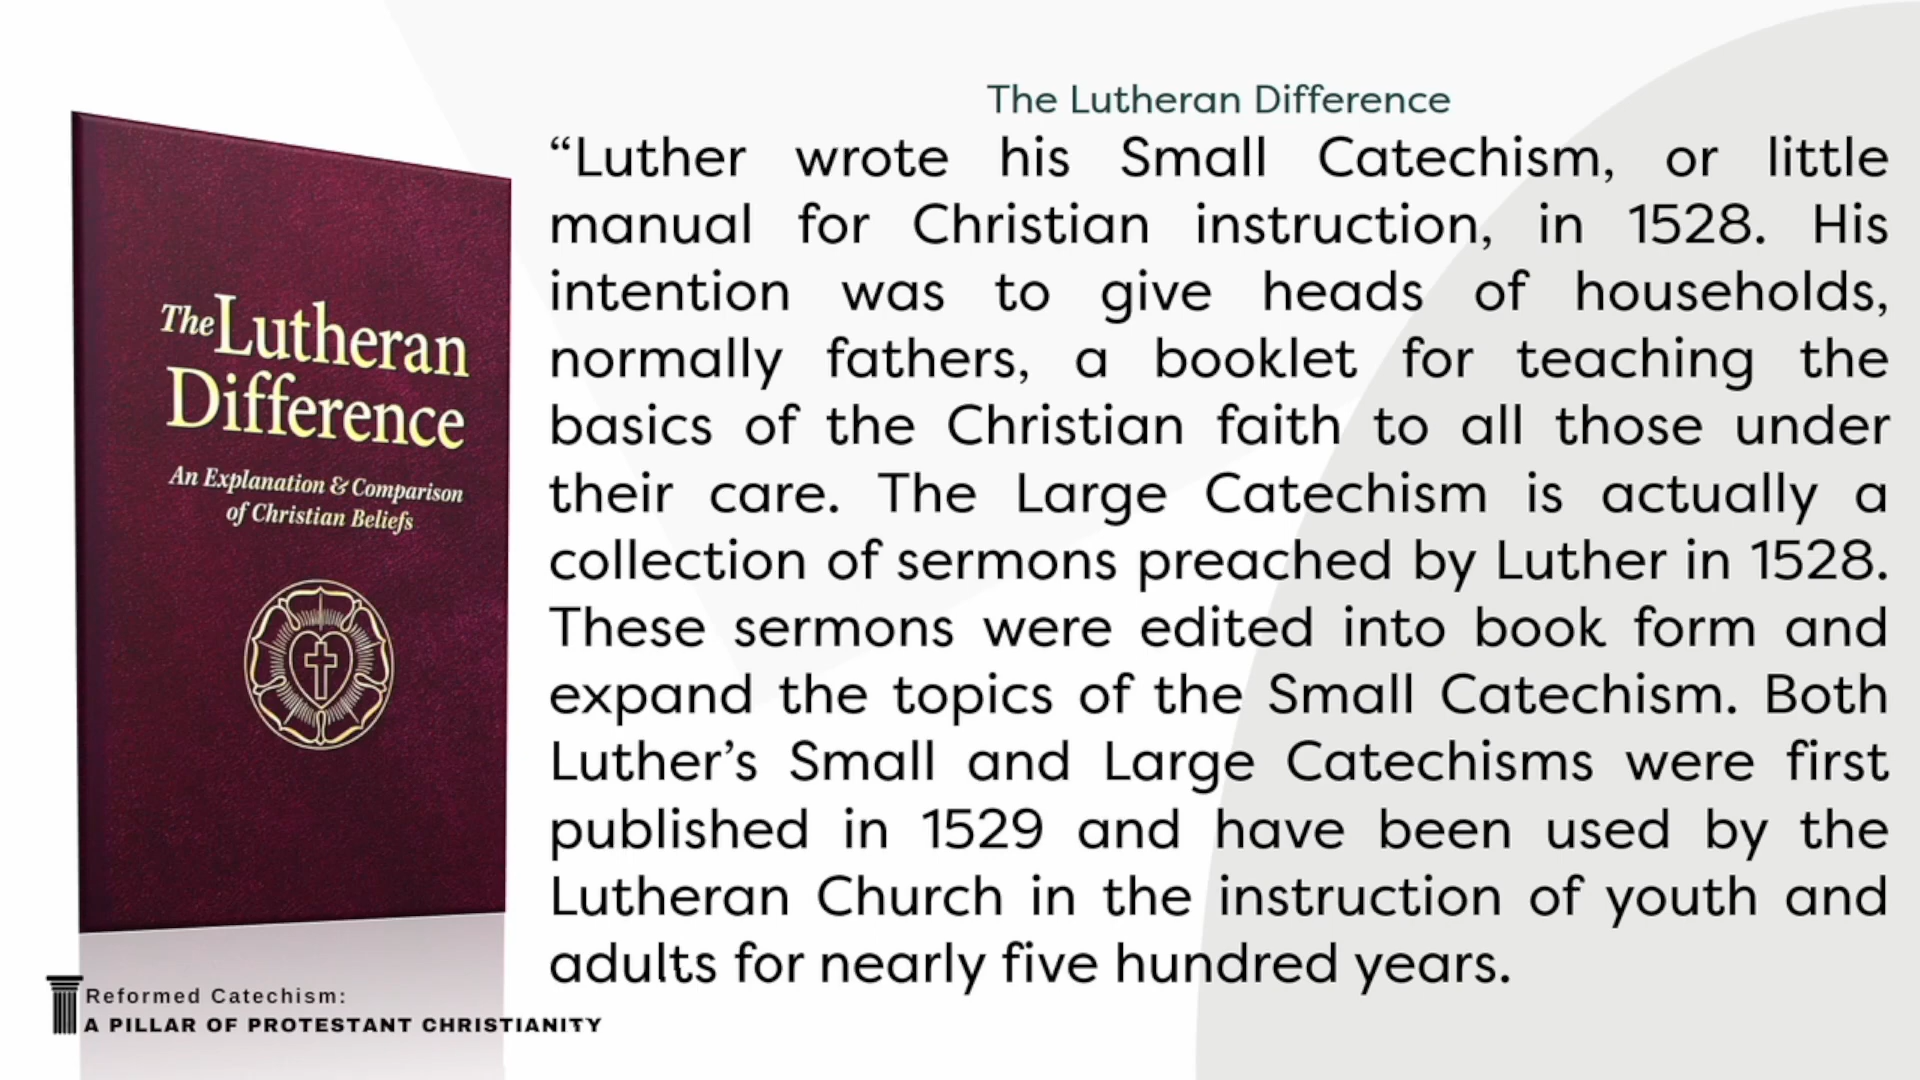 The Lutheran Difference
“Luther wrote his Small Catechism, or little
manual for Christian instruction, in 1528. His
intention was to give heads of households,
normally fathers, a booklet for teaching the
basics of the Christian faith to all those under
their care. The Large Catechism is actually a
collection of sermons preached by Luther in 1528.
These sermons were edited into book form and
expand the topics of the Small Catechism. Both
Luther’s Small and Large Catechisms were first
published in 1529 and have been used by the
Lutheran Church in the instruction of youth and
adults for nearly five hundred years.
The Lutheran
Difference
An Explanation & Comparison
of Christian Beliefs
Reformed Catechism:
A PILLAR OF PROTESTANT CHRISTIANITY